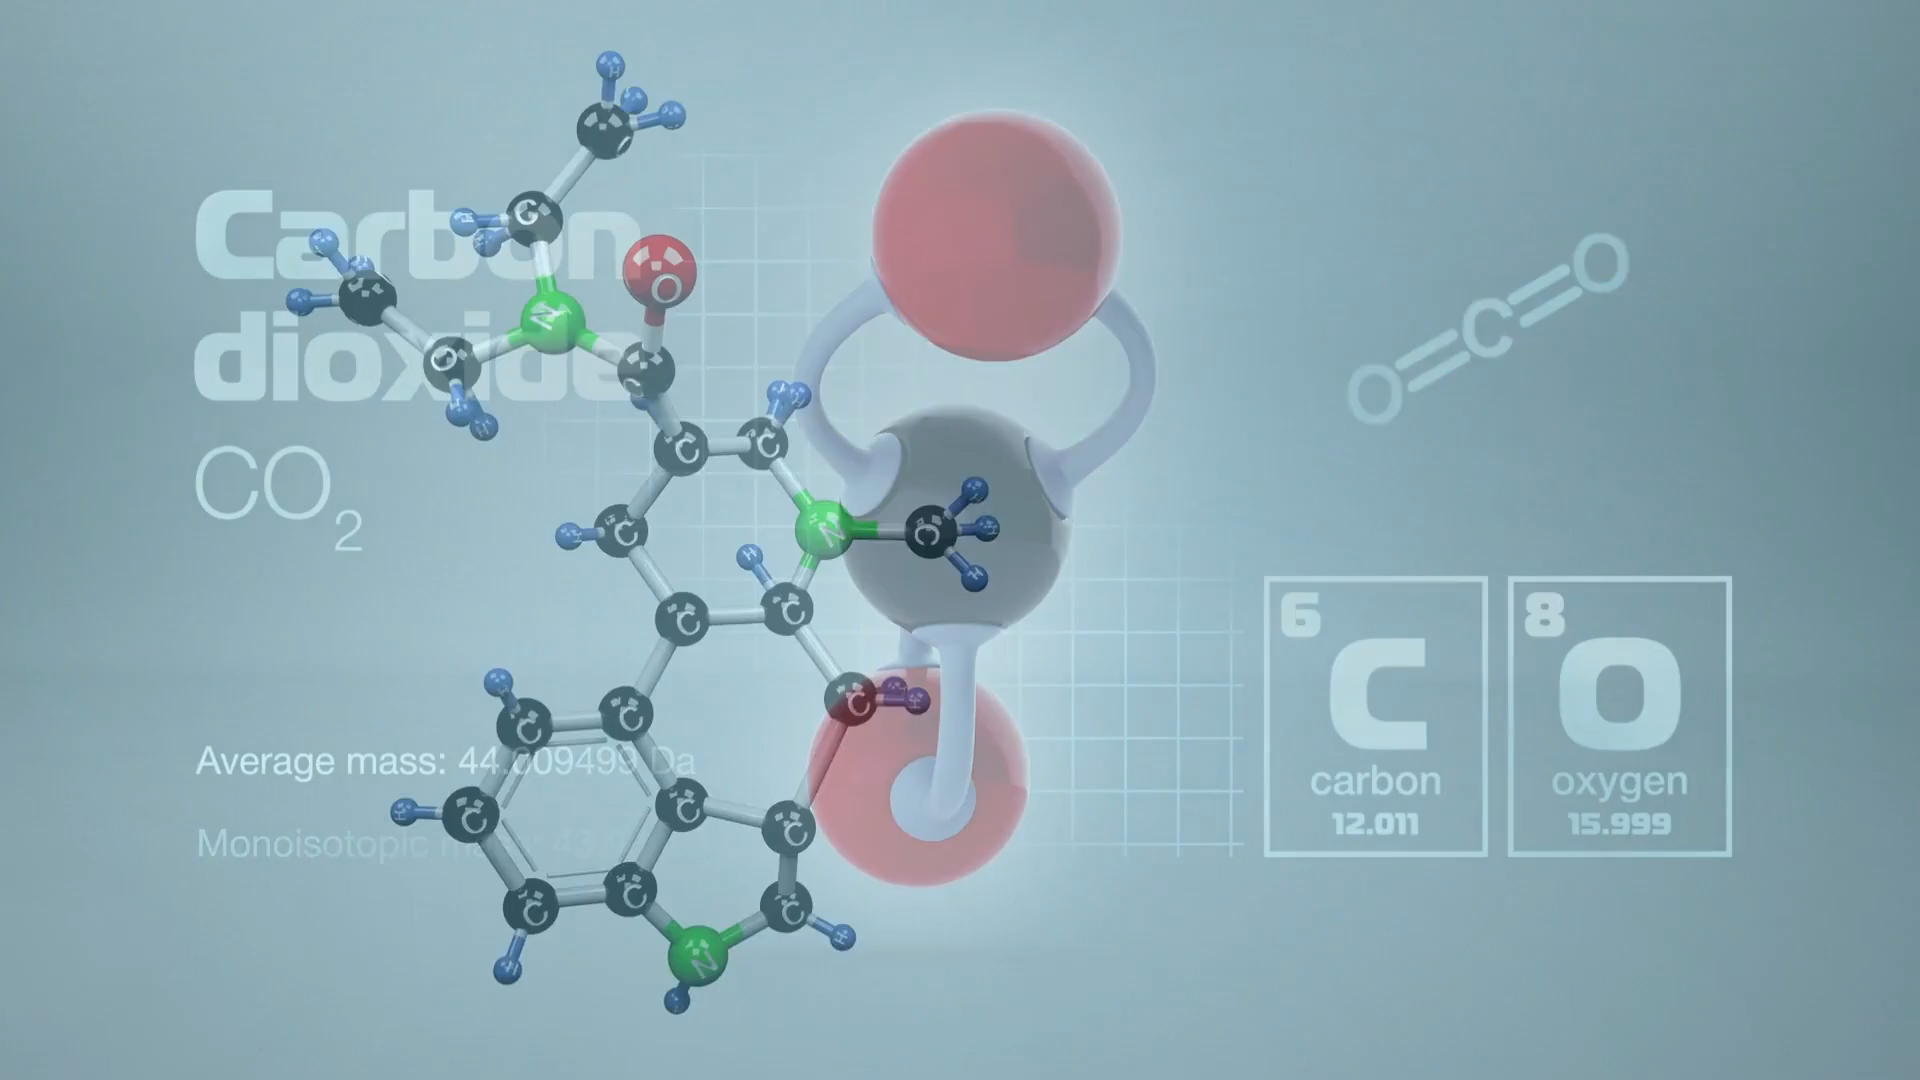 Carbon
dioxide
CO2
Average mass: 44.009499 Da
Monoisotopic
O=C=O
6
C
carbon
12.011
8
O
oxygen
15.999